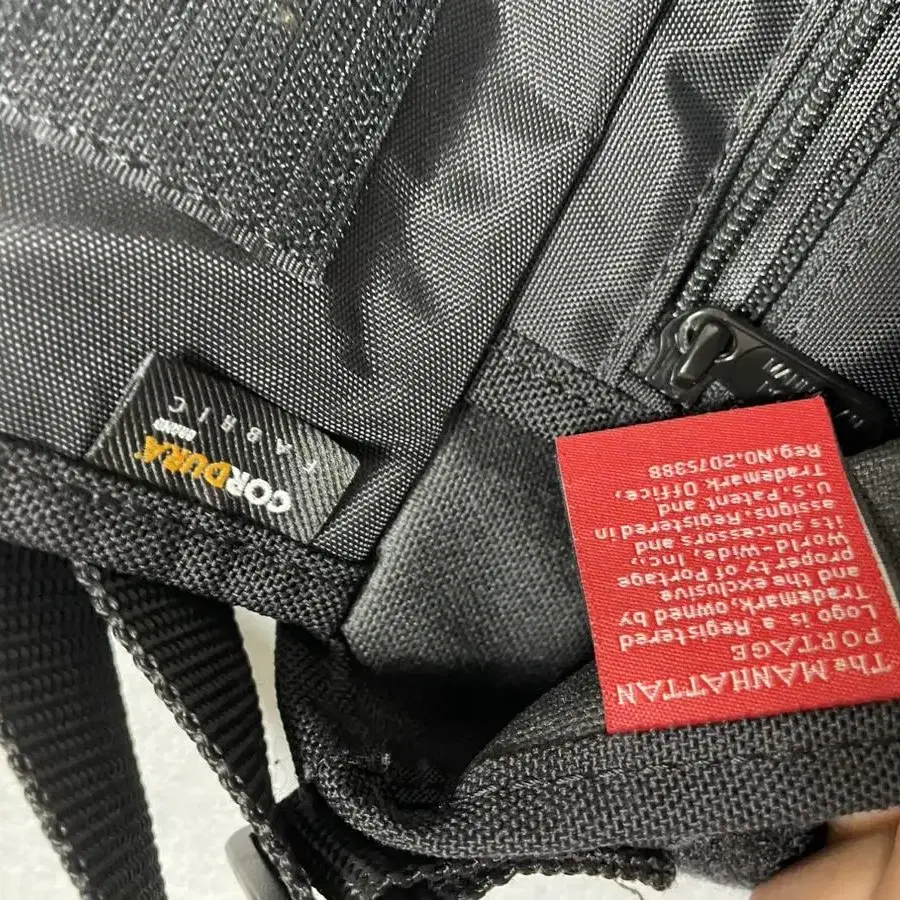 CORDURA
BRAND
FABRIC
The MANHATTAN
PORTAGE
Logo is a Registered
Trademark,owned by
and the exclusive
property of Portage
World-Wide, Inc.,
its successors and
assigns.Registered in
U.S.Patent and
Trademark Office,
Reg.NO.2075388